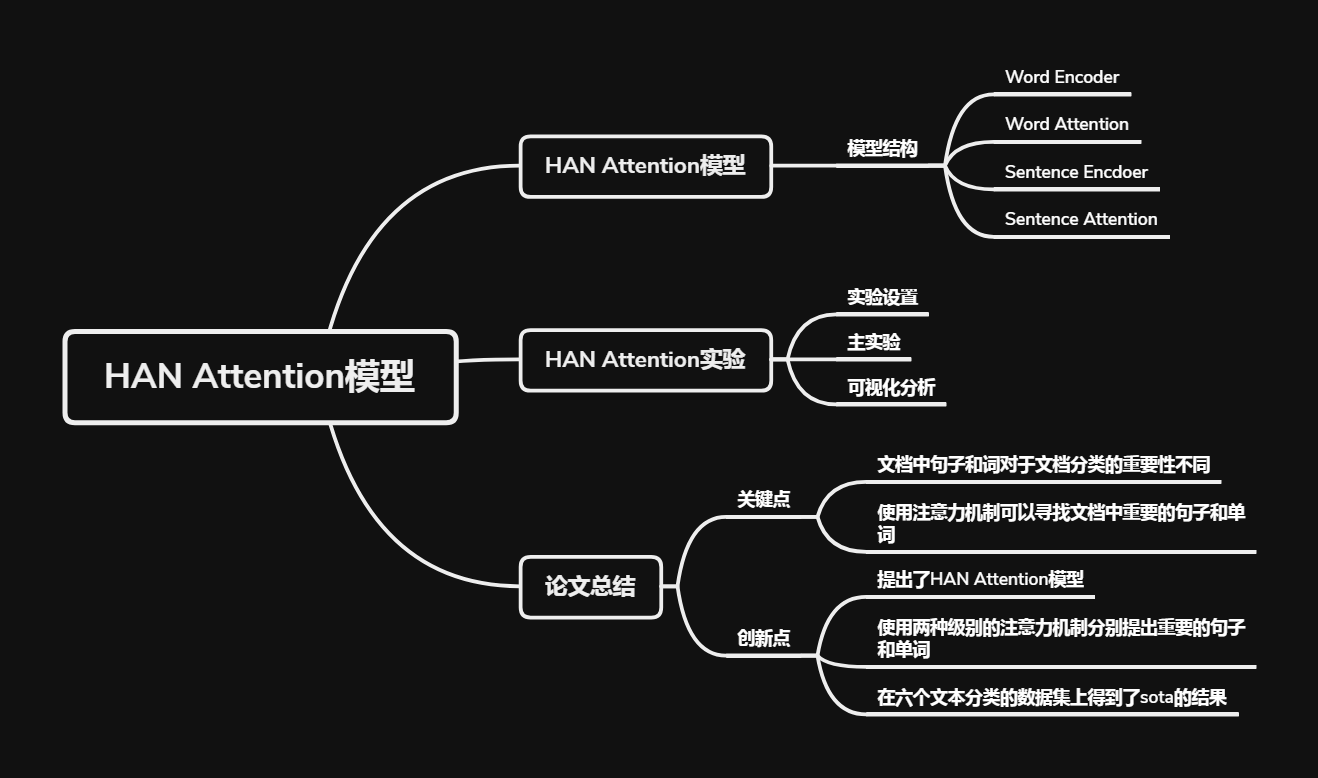 HAN Attention模型
HAN Attention模型
模型结构
Word Encoder
Word Attention
Sentence Encdoer
Sentence Attention
HAN Attention实验
实验设置
主实验
可视化分析
论文总结
关键点
文档中句子和词对于文档分类的重要性不同
使用注意力机制可以寻找文档中重要的句子和单
词
创新点
提出了HAN Attention模型
使用两种级别的注意力机制分别提出重要的句子
和单词
在六个文本分类的数据集上得到了sota的结果